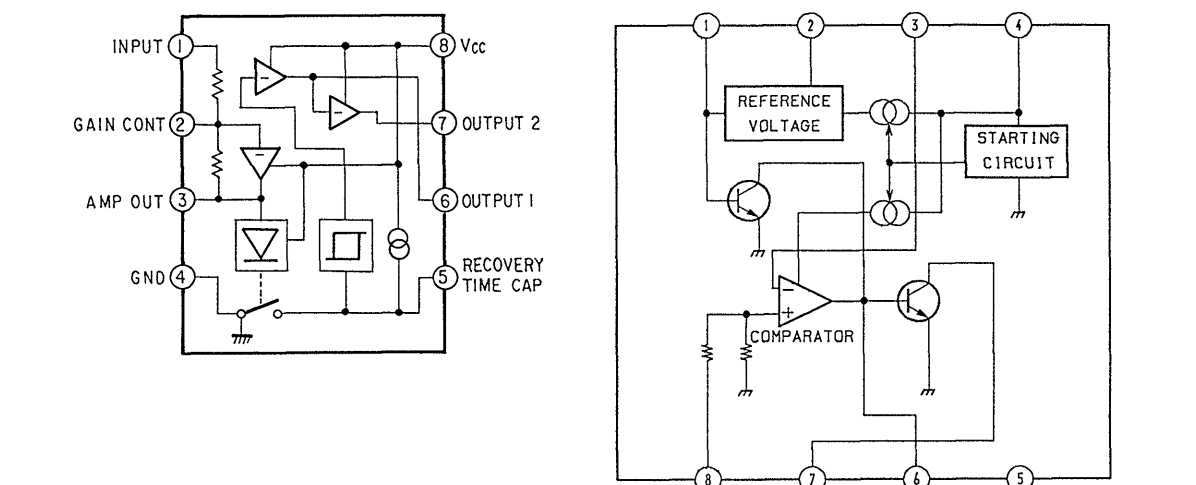 INPUT 1
8 Vcc
GAIN CONT 2
7 OUTPUT 2
AMP OUT 3
6 OUTPUT 1
GND 4
5 RECOVERY
TIME CAP
−
−
−
1 2 3 4
REFERENCE
VOLTAGE
STARTING
CIRCUIT
−
+
COMPARATOR
8 7 6 5